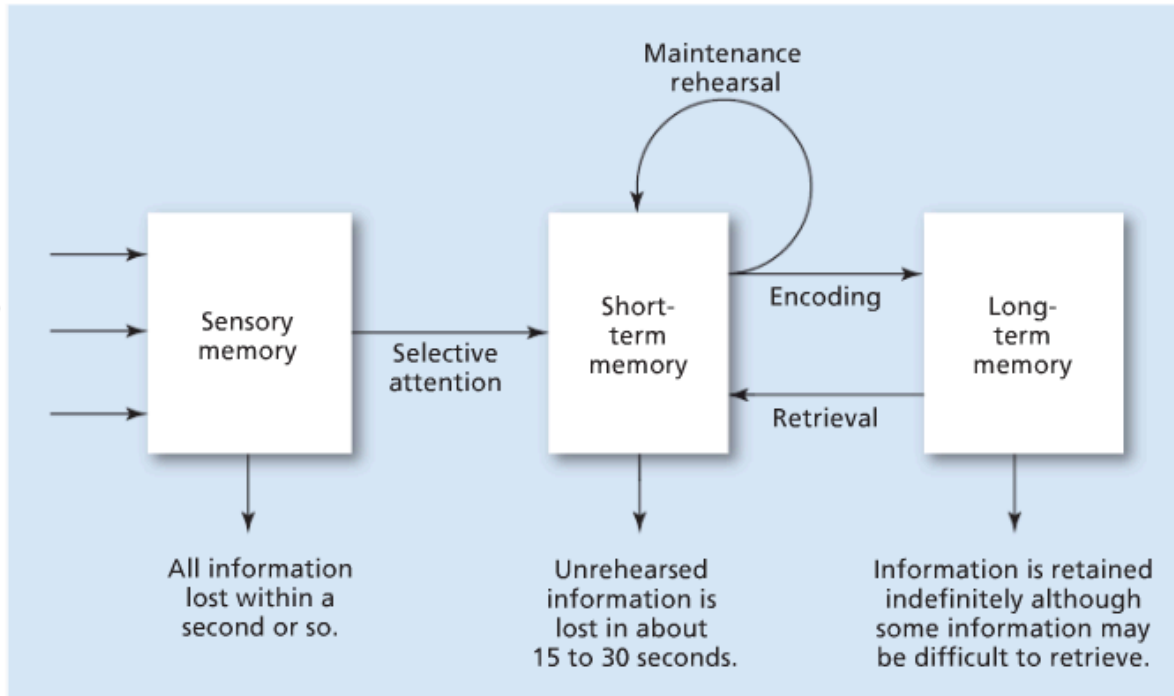 Maintenance
rehearsal
Sensory
memory
Selective
attention
Short-
term
memory
Encoding
Retrieval
Long-
term
memory
All information
lost within a
second or so.
Unrehearsed
information is
lost in about
15 to 30 seconds.
Information is retained
indefinitely although
some information may
be difficult to retrieve.